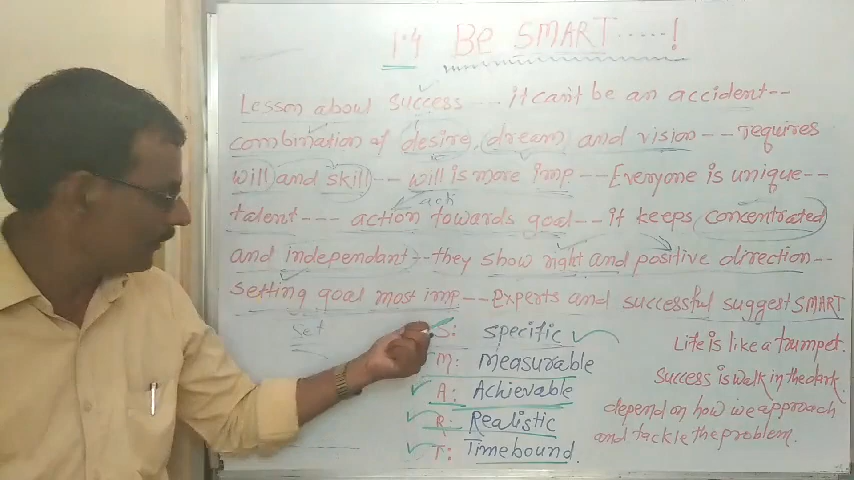 1.4 Be SMART.....!
Lesson about success... it can't be an accident--
combination of desire, dream and vision -- requires
will and skill -- will is more imp. -- Everyone is unique--
ach
talent --- action towards goal -- it keeps concentrated
and independant -- they show right and positive direction --
setting goal most imp -- experts and successful suggest SMART
Set
S: specific
M: Measurable
A: Achievable
R: Realistic
T: Timebound.
Life is like a trumpet.
success is walk in the dark.
depend on how we approach
and tackle the problem.